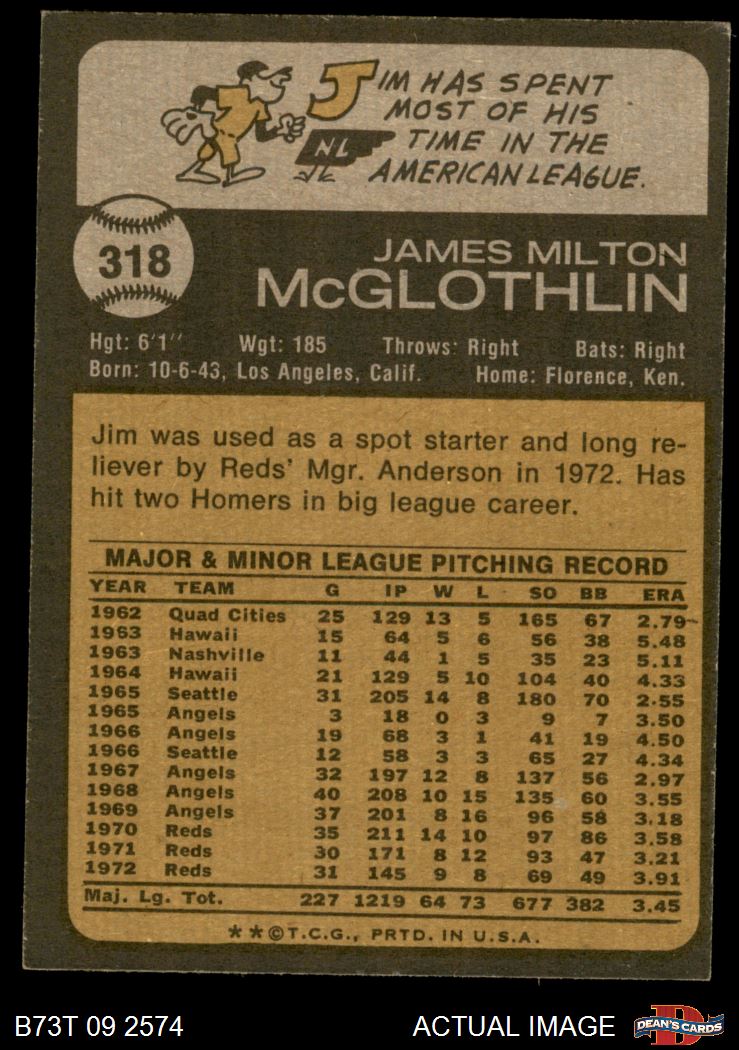 JIM HAS SPENT
MOST OF HIS
TIME IN THE
AMERICAN LEAGUE.
NL
318
JAMES MILTON
McGLOTHLIN
Hgt: 6'1" Wgt: 185 Throws: Right Bats: Right
Born: 10-6-43, Los Angeles, Calif. Home: Florence, Ken.
Jim was used as a spot starter and long re-
liever by Reds' Mgr. Anderson in 1972. Has
hit two Homers in big league career.
MAJOR & MINOR LEAGUE PITCHING RECORD
YEAR TEAM G IP W L SO BB ERA
1962 Quad Cities 25 129 13 5 165 67 2.79
1963 Hawaii 15 64 5 6 56 38 5.48
1963 Nashville 11 44 1 5 35 23 5.11
1964 Hawaii 21 129 5 10 104 40 4.33
1965 Seattle 31 205 14 8 180 70 2.55
1965 Angels 3 18 0 3 9 7 3.50
1966 Angels 19 68 3 1 41 19 4.50
1966 Seattle 12 58 3 3 65 27 4.34
1967 Angels 32 197 12 8 137 56 2.97
1968 Angels 40 208 10 15 135 60 3.55
1969 Angels 37 201 8 16 96 58 3.18
1970 Reds 35 211 14 10 97 86 3.58
1971 Reds 30 171 8 12 93 47 3.21
1972 Reds 31 145 9 8 69 49 3.91
Maj. Lg. Tot. 227 1219 64 73 677 382 3.45
**©T.C.G., PRTD. IN U.S.A.
B73T 09 2574 ACTUAL IMAGE
D
DEAN'S CARDS